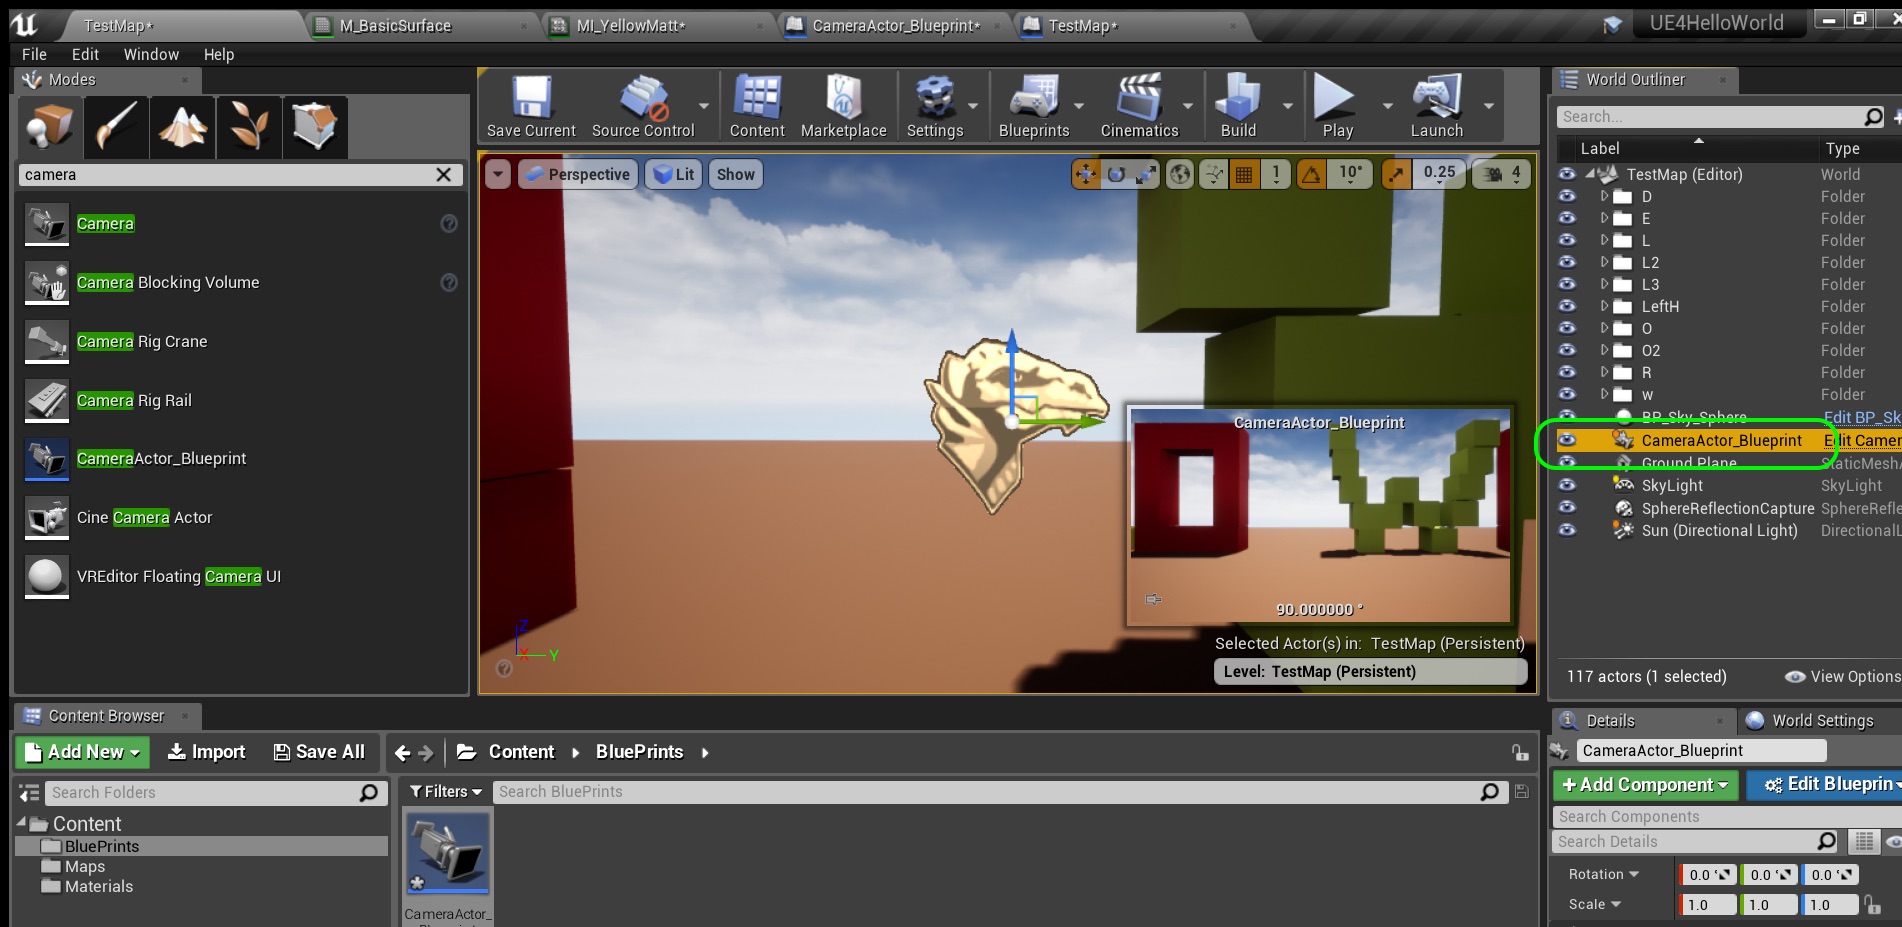 TestMap*
M_BasicSurface
MI_YellowMatt*
CameraActor_Blueprint*
TestMap*
UE4HelloWorld
File Edit Window Help
Modes
camera
Camera
Camera Blocking Volume
Camera Rig Crane
Camera Rig Rail
CameraActor_Blueprint
Cine Camera Actor
VREditor Floating Camera UI
Save Current
Source Control
Content
Marketplace
Settings
Blueprints
Cinematics
Build
Play
Launch
Perspective Lit Show
1 10° 0.25 4
CameraActor_Blueprint
90.000000 °
Selected Actor(s) in: TestMap (Persistent)
Level: TestMap (Persistent)
Z
X Y
World Outliner
Search...
Label Type
TestMap (Editor) World
D Folder
E Folder
L Folder
L2 Folder
L3 Folder
LeftH Folder
O Folder
O2 Folder
R Folder
w Folder
BP_Sky_Sphere Edit BP_Sk
CameraActor_Blueprint Edit Camer
Ground Plane StaticMeshA
SkyLight SkyLight
SphereReflectionCapture SphereRefle
Sun (Directional Light) DirectionalL
117 actors (1 selected) View Options
Content Browser
Add New Import Save All Content BluePrints
Search Folders
Filters Search BluePrints
Content
BluePrints
Maps
Materials
CameraActor_
Details World Settings
CameraActor_Blueprint
+ Add Component Edit Blueprin
Search Components
Search Details
Rotation 0.0 ° 0.0 ° 0.0 °
Scale 1.0 1.0 1.0